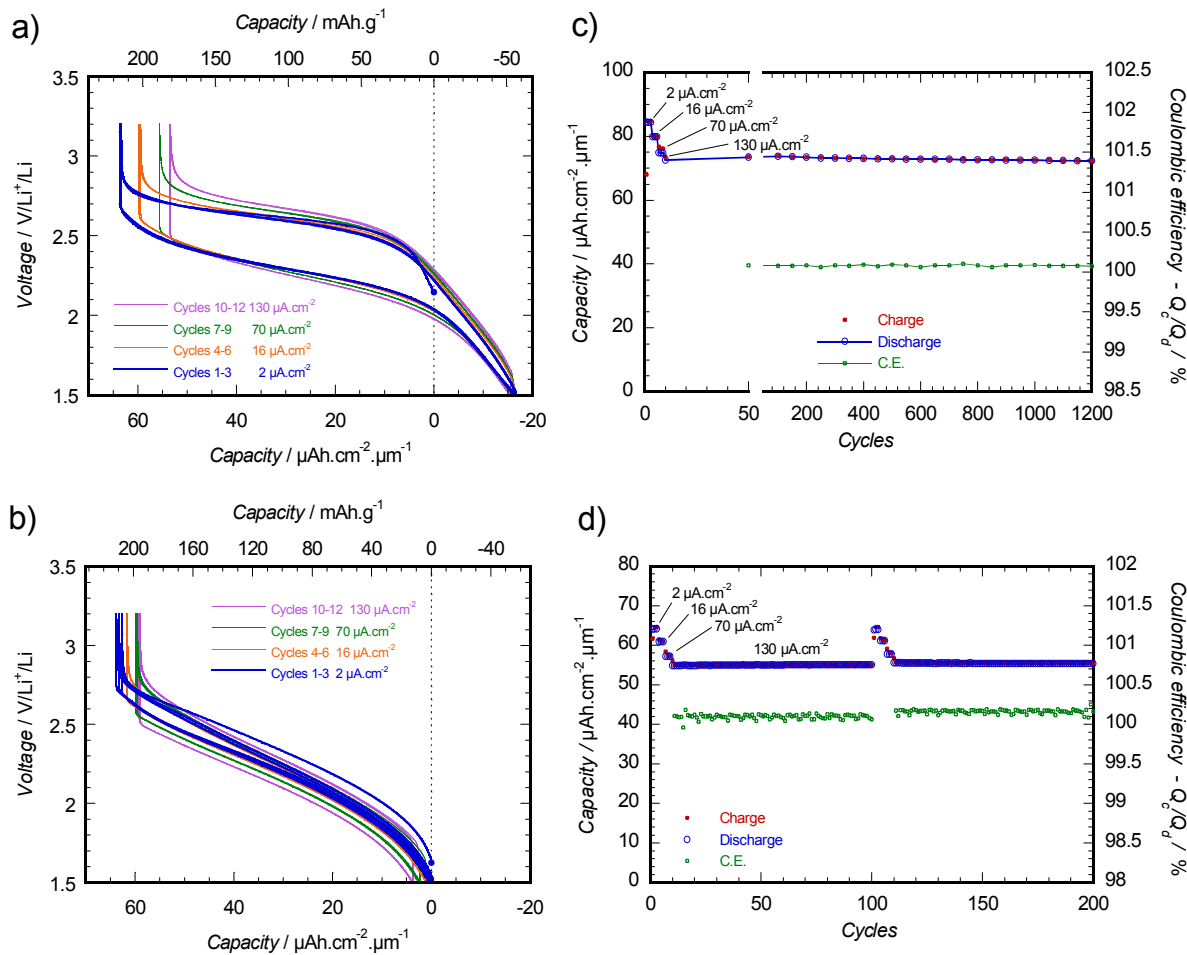 a)
Capacity / mAh.g-1
200 150 100 50 0 -50
3.5
3
2.5
2
1.5
Voltage / V/Li+/Li
Cycles 10-12 130 µA.cm-2
Cycles 7-9 70 µA.cm-2
Cycles 4-6 16 µA.cm-2
Cycles 1-3 2 µA.cm-2
60 40 20 0 -20
Capacity / µAh.cm-2.µm-1
c)
100
80
60
40
20
0
Capacity / µAh.cm-2.µm-1
2 µA.cm-2
16 µA.cm-2
70 µA.cm-2
130 µA.cm-2
Charge
Discharge
C.E.
102.5
102
101.5
101
100.5
100
99.5
99
98.5
Coulombic efficiency - Qc/Qd / %
0 50 200 400 600 800 1000 1200
Cycles
b)
Capacity / mAh.g-1
200 160 120 80 40 0 -40
3.5
3
2.5
2
1.5
Voltage / V/Li+/Li
Cycles 10-12 130 µA.cm-2
Cycles 7-9 70 µA.cm-2
Cycles 4-6 16 µA.cm-2
Cycles 1-3 2 µA.cm-2
60 40 20 0 -20
Capacity / µAh.cm-2.µm-1
d)
80
70
60
50
40
30
20
10
0
Capacity / µAh.cm-2.µm-1
2 µA.cm-2
16 µA.cm-2
70 µA.cm-2
130 µA.cm-2
Charge
Discharge
C.E.
102
101.5
101
100.5
100
99.5
99
98.5
98
Coulombic efficiency - Qc/Qd / %
0 50 100 150 200
Cycles